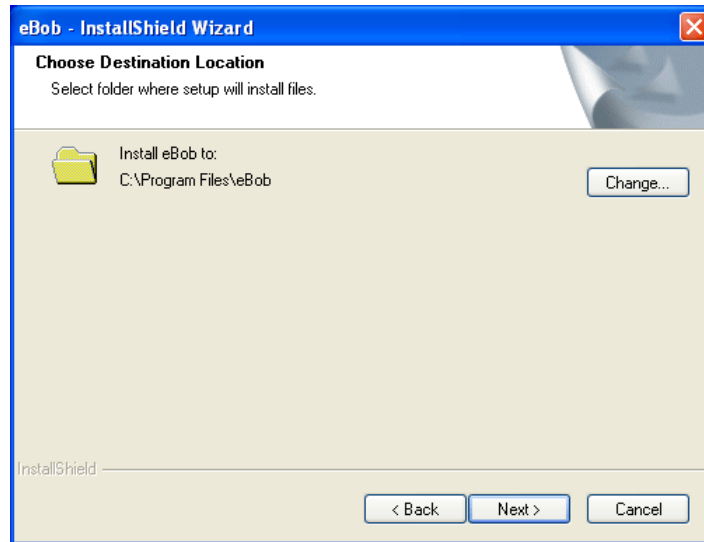 eBob - InstallShield Wizard
Choose Destination Location
Select folder where setup will install files.
Install eBob to:
C:\Program Files\eBob
Change...
InstallShield
< Back
Next >
Cancel